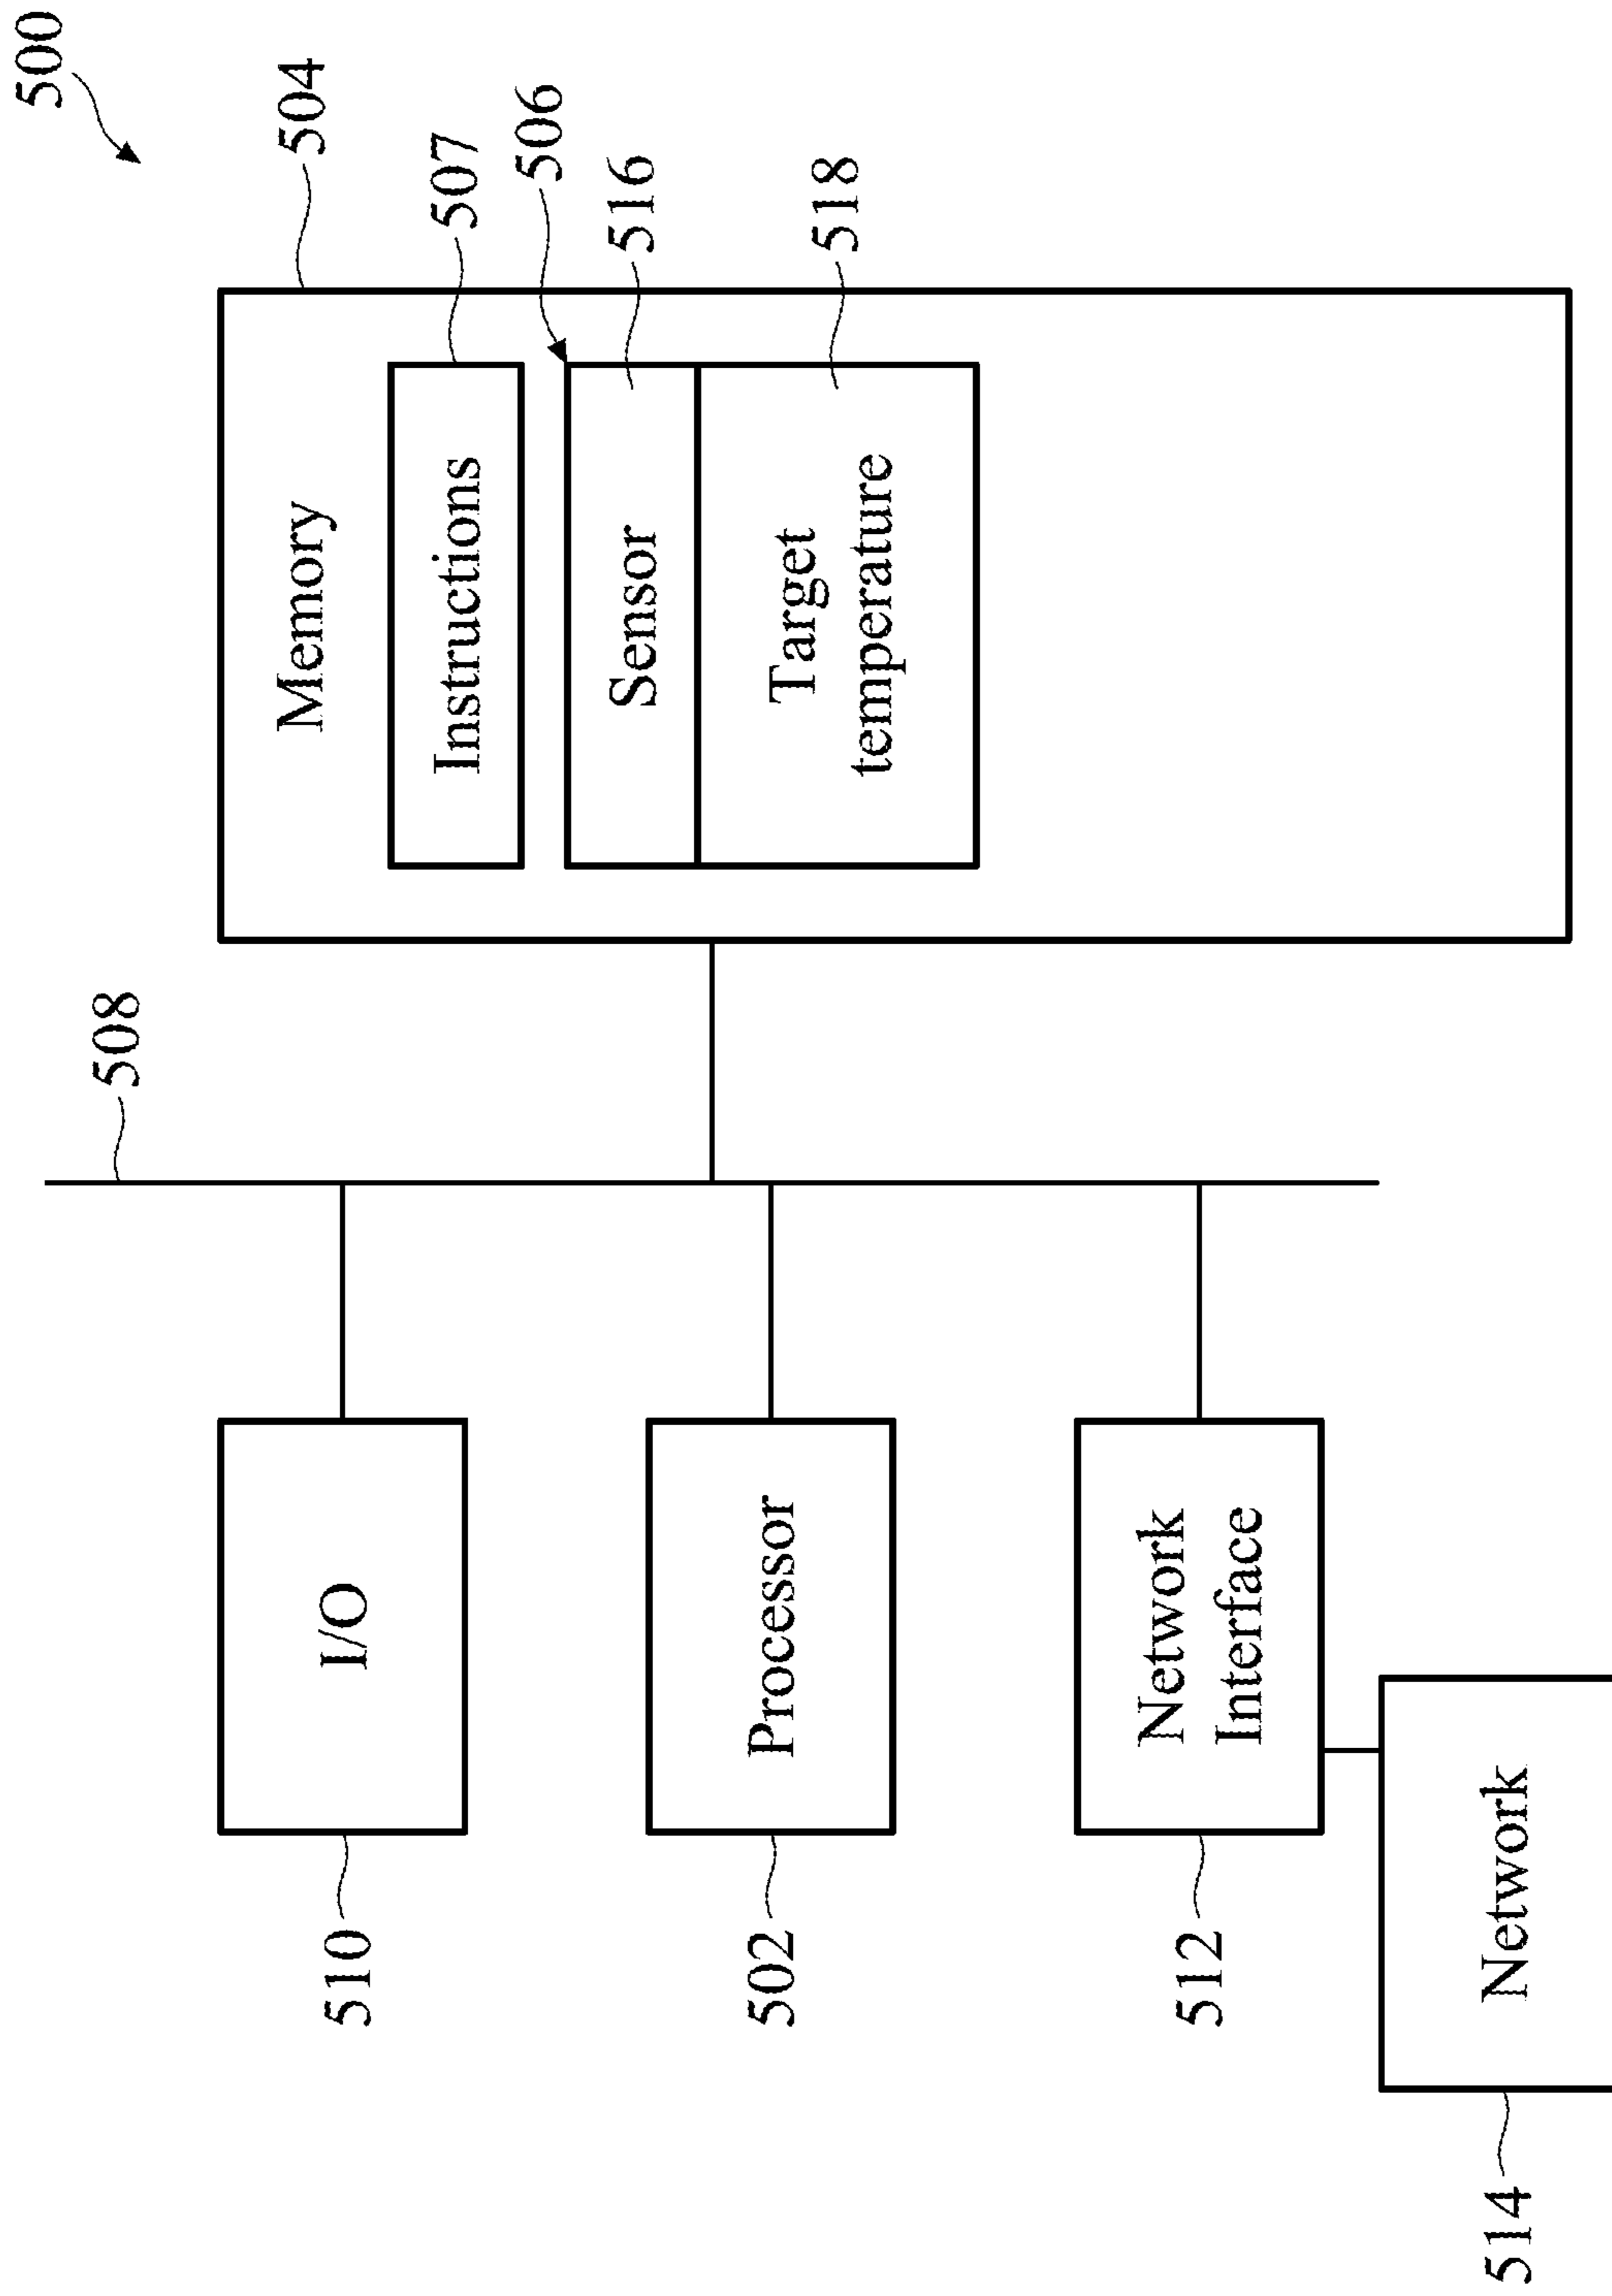 500
508
504
Memory
507
Instructions
506
Sensor
516
Target
temperature
518
510
I/O
502
Processor
512
Network
Interface
514
Network